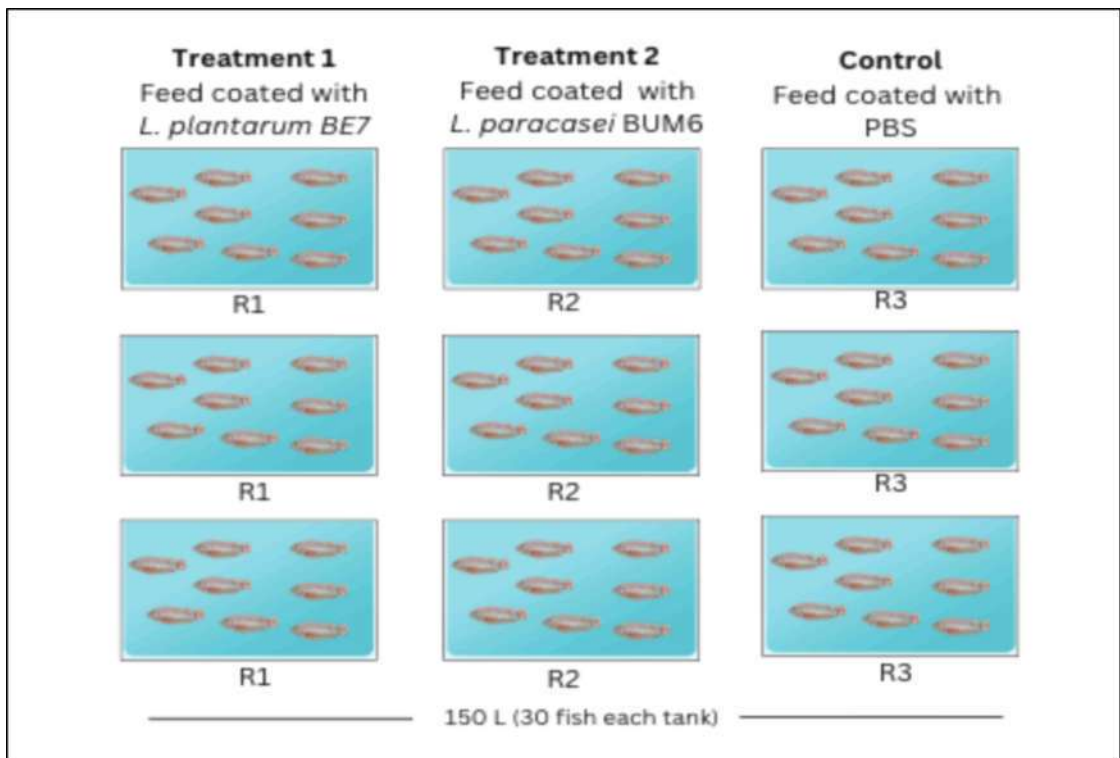 Treatment 1
Feed coated with
L. plantarum BE7
Treatment 2
Feed coated with
L. paracasei BUM6
Control
Feed coated with
PBS
R1
R2
R3
R1
R2
R3
R1
R2
R3
150 L (30 fish each tank)